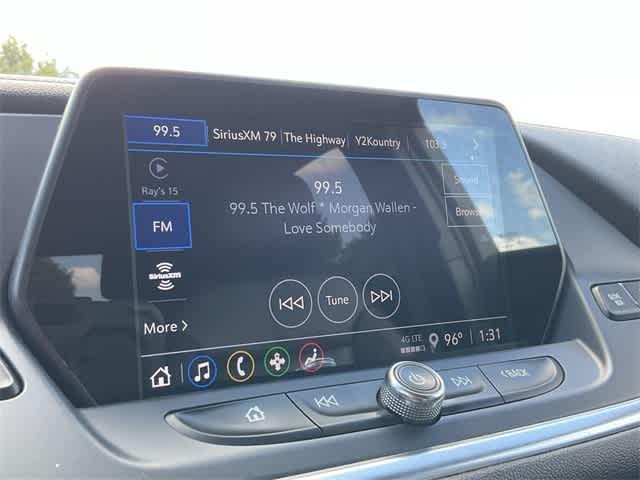 99.5 SiriusXM 79 The Highway Y2Kountry 103.5
Ray's 15
99.5
Sound
99.5 The Wolf * Morgan Wallen -
Love Somebody
Browse
FM
SiriusXM
Tune
More >
4G LTE
96° 1:31
BACK